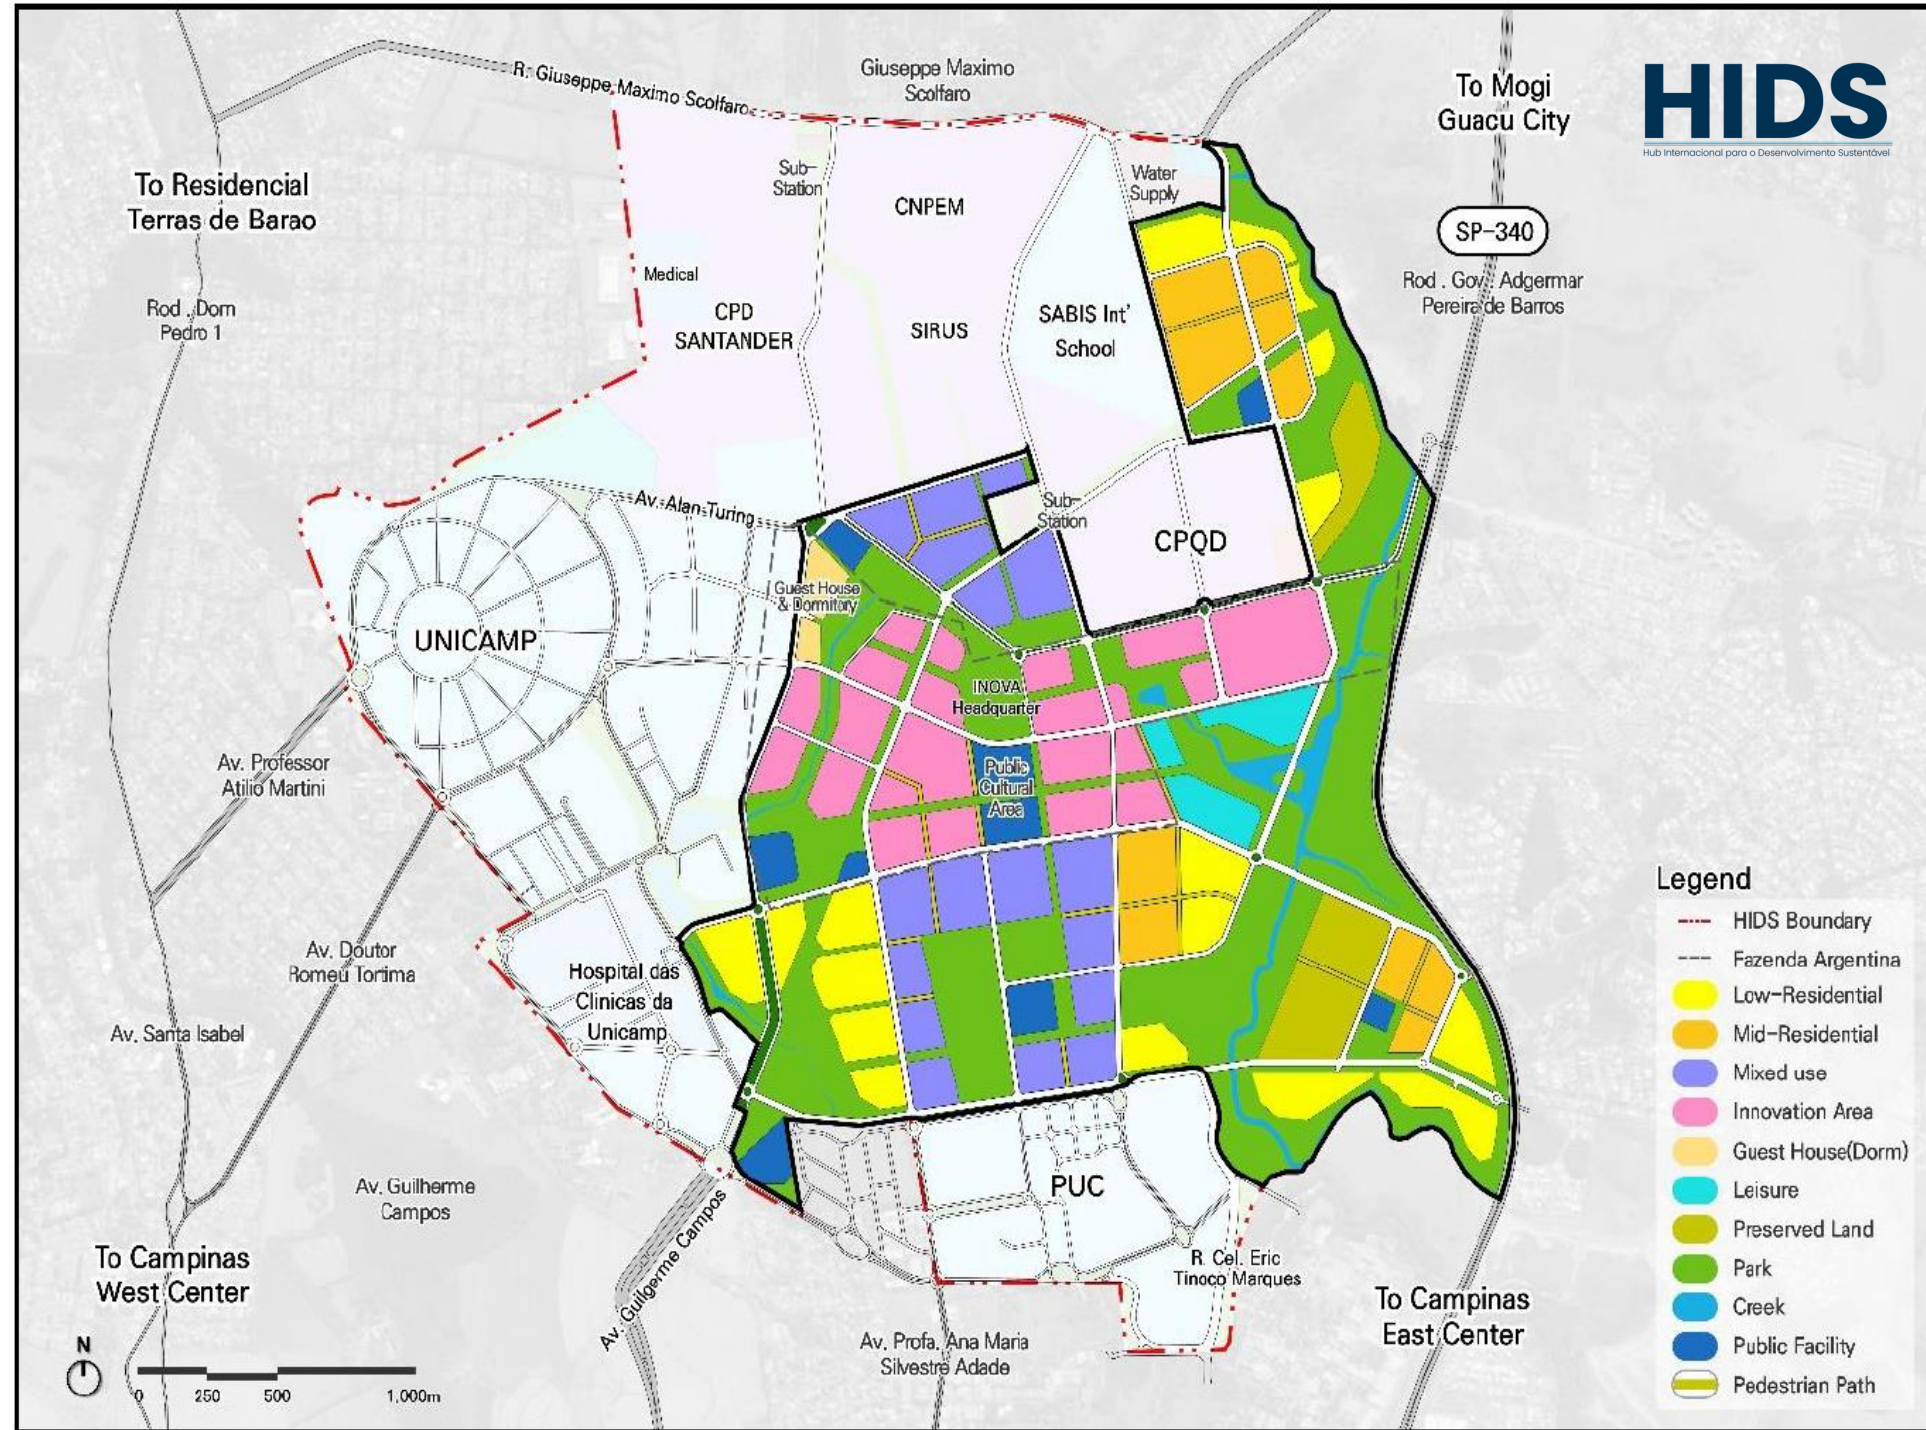 R. Giuseppe Maximo Scolfaro
Giuseppe Maximo
Scolfaro
To Mogi
Guacu City
HIDS
Hub Internacional para o Desenvolvimento Sustentável
To Residencial
Terras de Barao
Sub-
Station
CNPEM
Water
Supply
SP-340
Rod . Gov . Adgermar
Pereira de Barros
Medical
Rod . Dom
Pedro 1
CPD
SANTANDER
SIRUS
SABIS Int'
School
Av. Alan Turing
Sub-
Station
CPQD
Guest House
& Dormitory
UNICAMP
INOVA
Headquarter
Av. Professor
Atilio Martini
Public
Cultural
Area
Av. Doutor
Romeu Tortima
Hospital das
Clinicas da
Unicamp
Av. Santa Isabel
Av. Guilherme
Campos
PUC
Av. Guilgerme Campos
R. Cel. Eric
Tinoco Marques
To Campinas
West Center
To Campinas
East Center
Av. Profa. Ana Maria
Silvestre Adade
N
0 250 500 1,000m
Legend
HIDS Boundary
Fazenda Argentina
Low-Residential
Mid-Residential
Mixed use
Innovation Area
Guest House(Dorm)
Leisure
Preserved Land
Park
Creek
Public Facility
Pedestrian Path